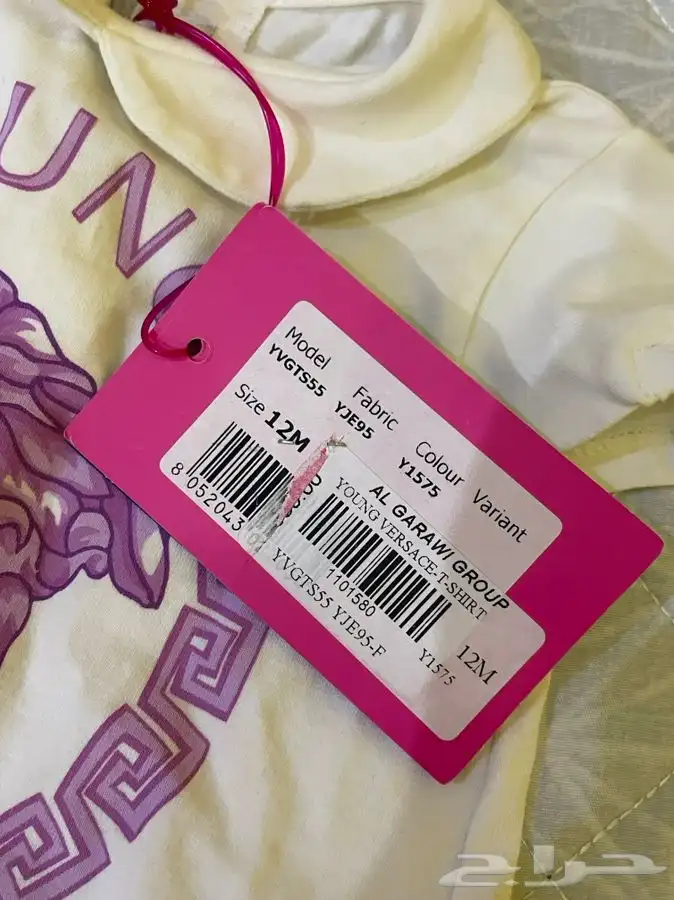 UN
Model Fabric Colour Variant
YVGTS55 YJE95 Y1575
Size 12M
8 052043
AL GARAWI GROUP
YOUNG VERSACE-T-SHIRT
1101580
YVGTS55 YJE95-F Y1575 12M
حراج